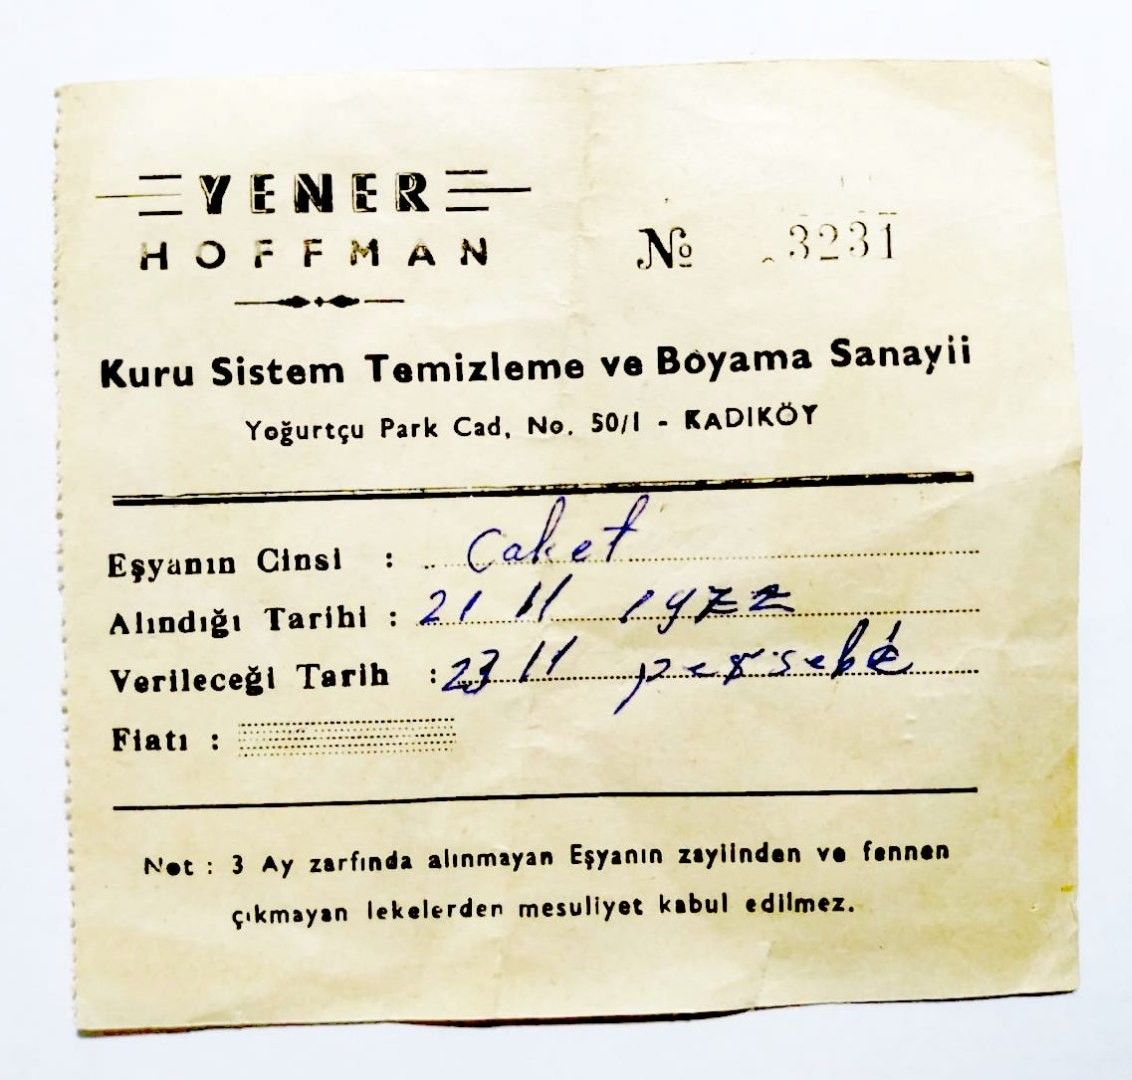 YENER
HOFFMAN
№ 3231
Kuru Sistem Temizleme ve Boyama Sanayii
Yoğurtçu Park Cad, No. 50/1 - KADIKÖY
Eşyanın Cinsi : Caket
Alındığı Tarihi : 21 11 1972
Verileceği Tarih : 23 11 perşsebe
Fiatı :
Not : 3 Ay zarfında alınmayan Eşyanın zayiinden ve fennen
çıkmayan lekelerden mesuliyet kabul edilmez.